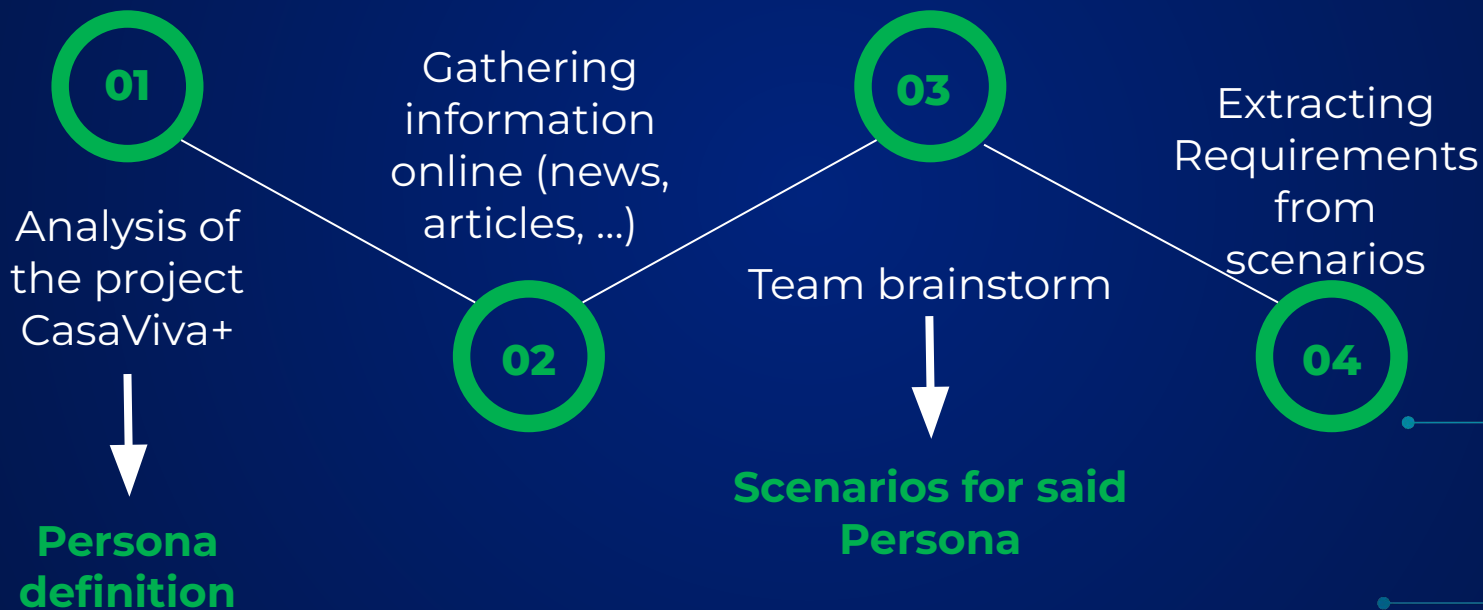 01
Analysis of
the project
CasaViva+
Persona
definition
Gathering
information
online (news,
articles, ...)
02
03
Team brainstorm
Scenarios for said
Persona
Extracting
Requirements
from
scenarios
04